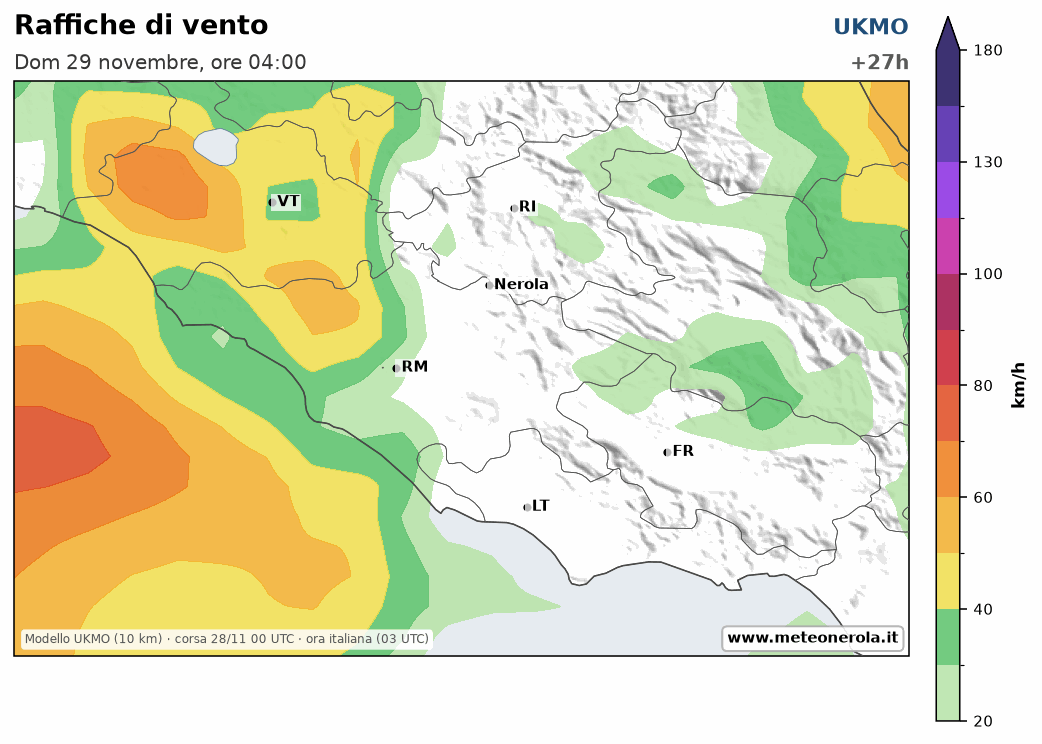 Raffiche di vento
UKMO
Dom 29 novembre, ore 04:00
+27h
VT
RI
Nerola
RM
FR
LT
Modello UKMO (10 km) · corsa 28/11 00 UTC · ora italiana (03 UTC)
www.meteonerola.it
180
130
100
80
60
40
20
km/h